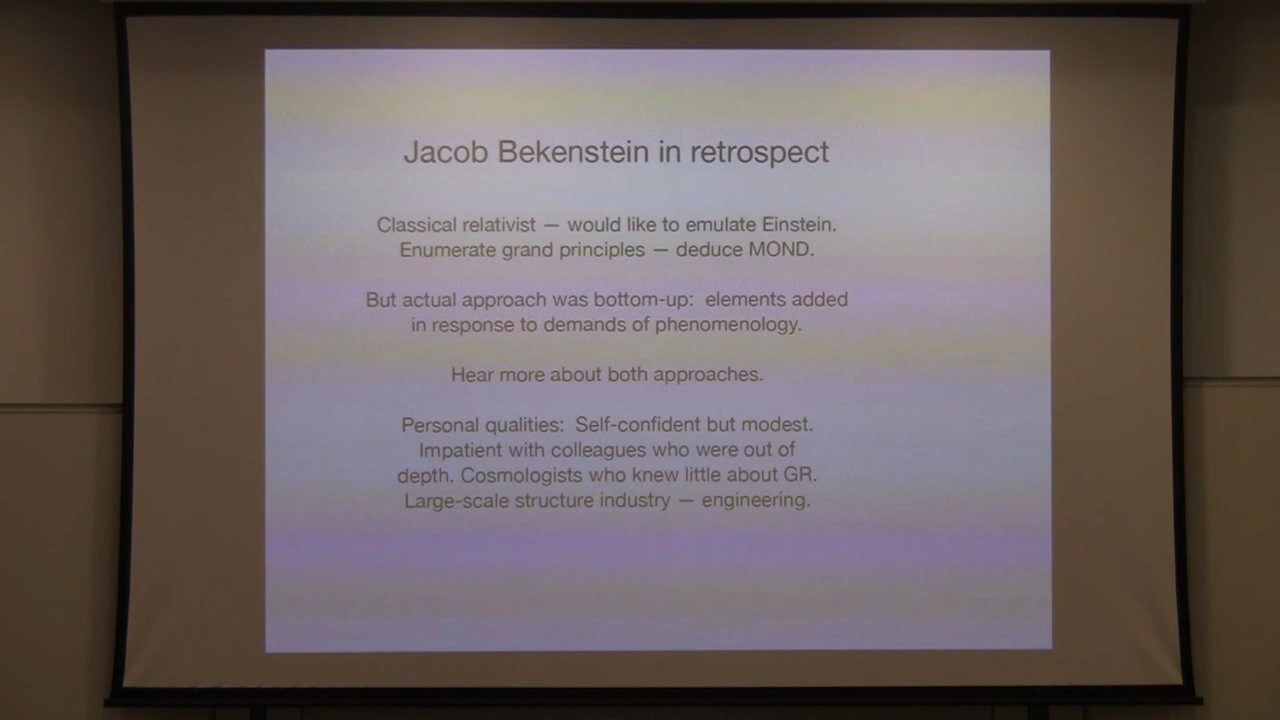 Jacob Bekenstein in retrospect
Classical relativist — would like to emulate Einstein.
Enumerate grand principles — deduce MOND.
But actual approach was bottom-up:  elements added
in response to demands of phenomenology.
Hear more about both approaches.
Personal qualities:  Self-confident but modest.
Impatient with colleagues who were out of
depth. Cosmologists who knew little about GR.
Large-scale structure industry — engineering.